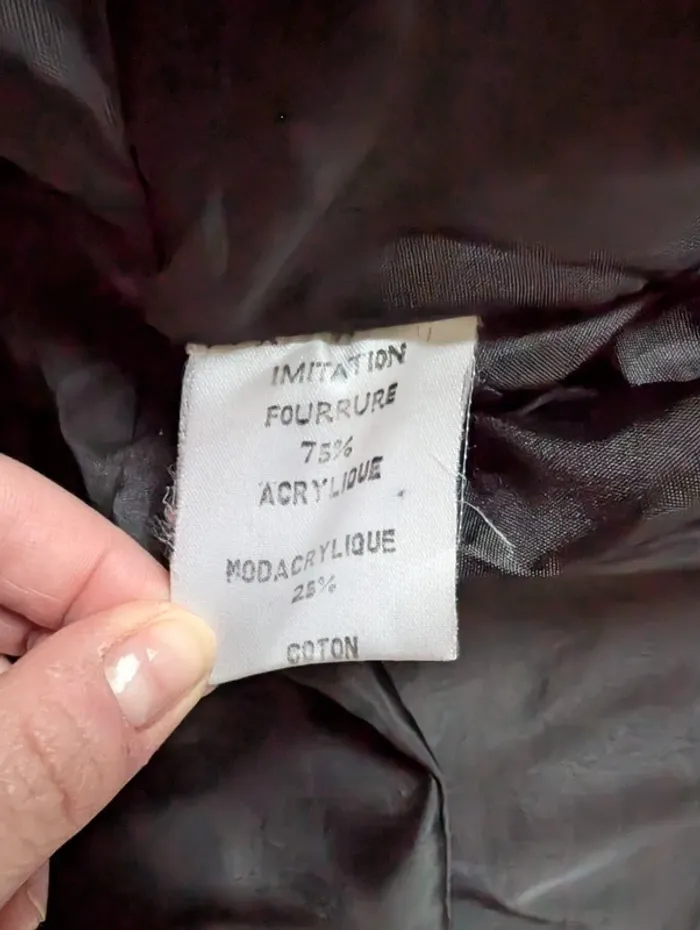 IMITATION
FOURRURE
75%
ACRYLIQUE
MODACRYLIQUE
25%
COTON